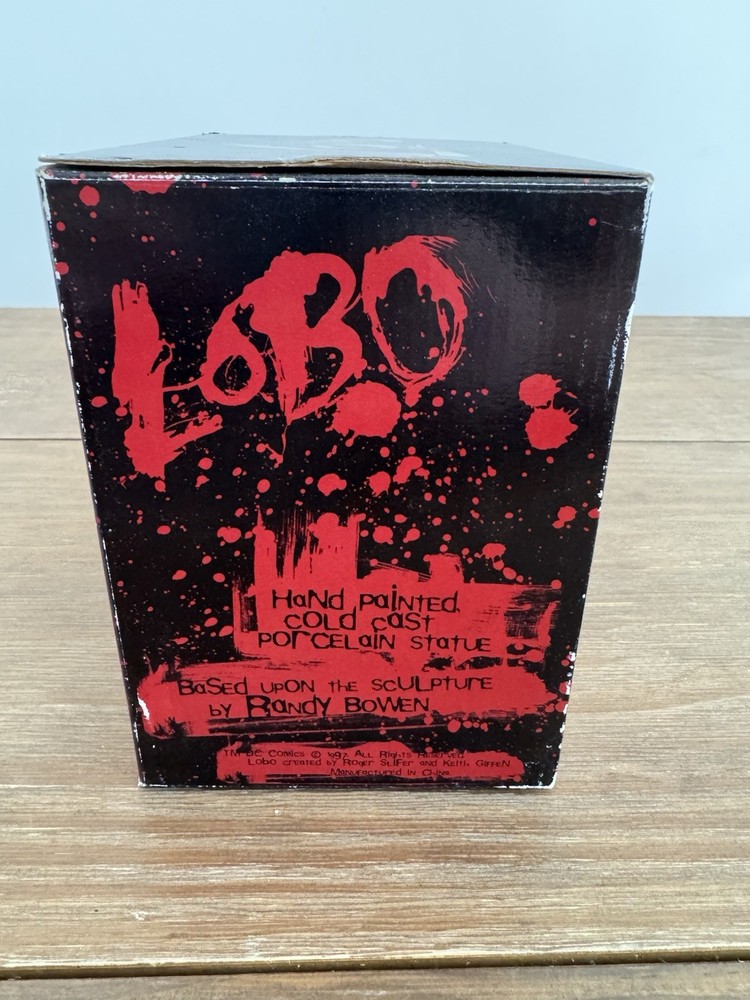 LOBO
HaNd painted,
COLD cast
PORCELAIN statuE
BaSed upON the scULPturE
by RaNDY BOWEN
TM DC Comics © 1997. All Rights Reserved
Lobo created by Roger Slifer and Keith Giffen
Manufactured in China